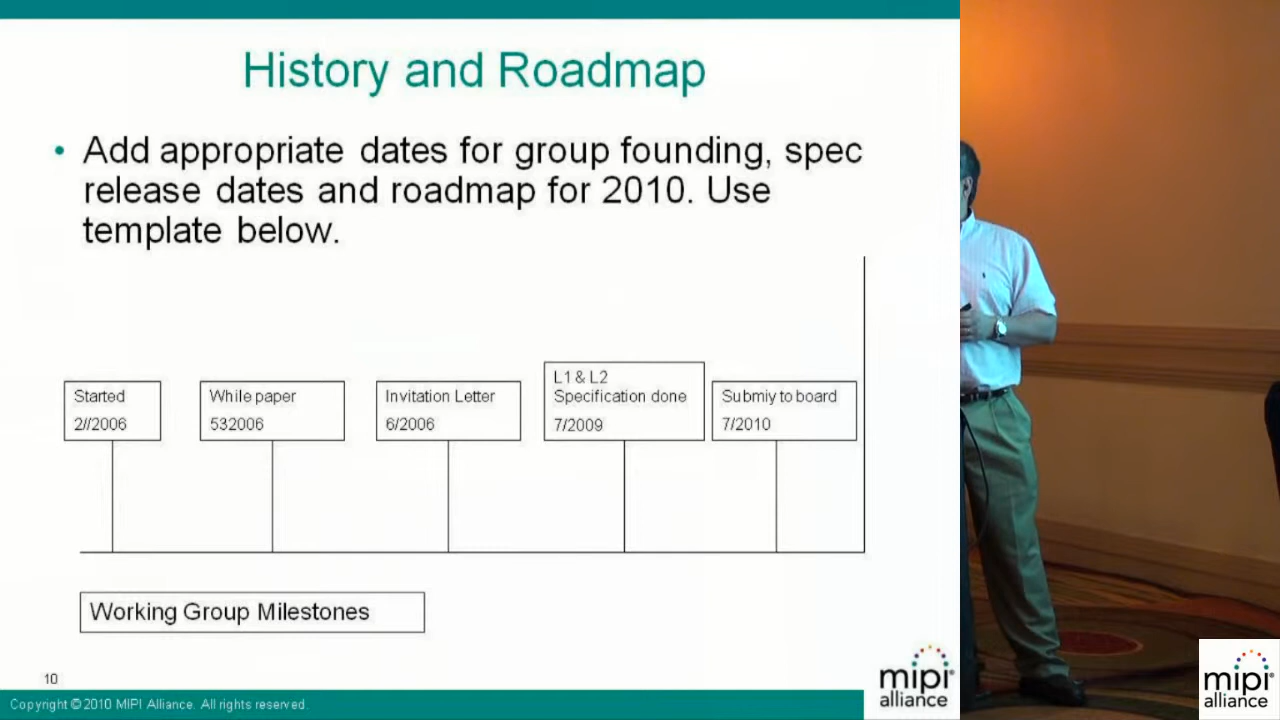 History and Roadmap
• Add appropriate dates for group founding, spec
release dates and roadmap for 2010. Use
template below.
Started
2//2006
While paper
532006
Invitation Letter
6/2006
L1 & L2
Specification done
7/2009
Submiy to board
7/2010
Working Group Milestones
10
Copyright © 2010 MIPI Alliance. All rights reserved.
mipi®
alliance
mipi®
alliance